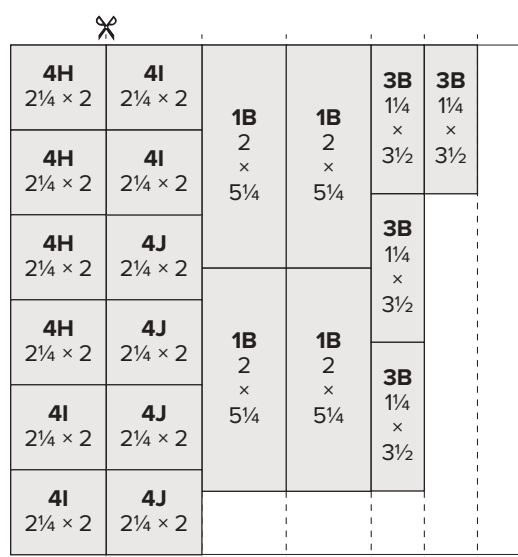 4H
2¼ × 2
4I
2¼ × 2
1B
2
×
5¼
1B
2
×
5¼
3B
1¼
×
3½
3B
1¼
×
3½
4H
2¼ × 2
4I
2¼ × 2
4H
2¼ × 2
4J
2¼ × 2
3B
1¼
×
3½
4H
2¼ × 2
4J
2¼ × 2
1B
2
×
5¼
1B
2
×
5¼
3B
1¼
×
3½
4I
2¼ × 2
4J
2¼ × 2
4I
2¼ × 2
4J
2¼ × 2